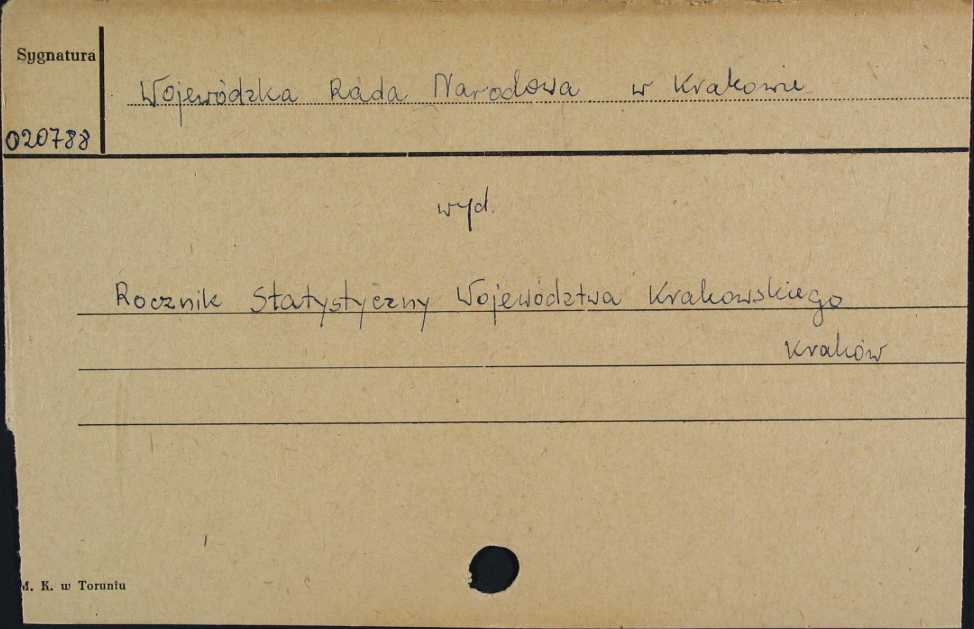 Sygnatura
Wojewódzka Rada Narodowa w Krakowie
020788
wyd.
Rocznik Statystyczny Województwa Krakowskiego
Kraków
M. K. w Toruniu